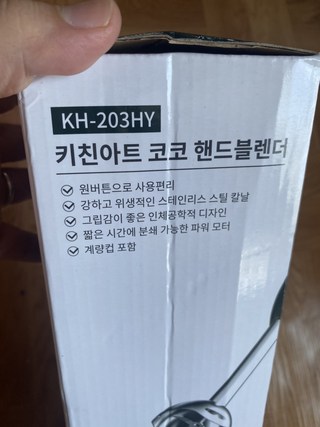 KH-203HY
키친아트 코코 핸드블렌더
원버튼으로 사용편리
강하고 위생적인 스테인리스 스틸 칼날
그립감이 좋은 인체공학적 디자인
짧은 시간에 분쇄 가능한 파워 모터
계량컵 포함